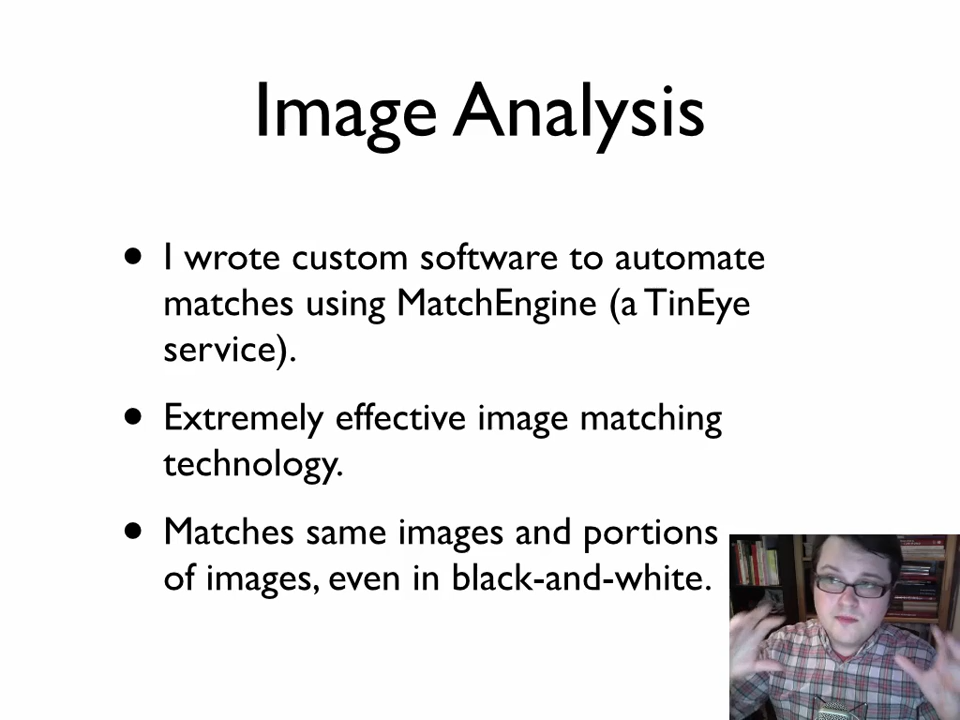 Image Analysis
• I wrote custom software to automate
matches using MatchEngine (a TinEye
service).
• Extremely effective image matching
technology.
• Matches same images and portions
of images, even in black-and-white.